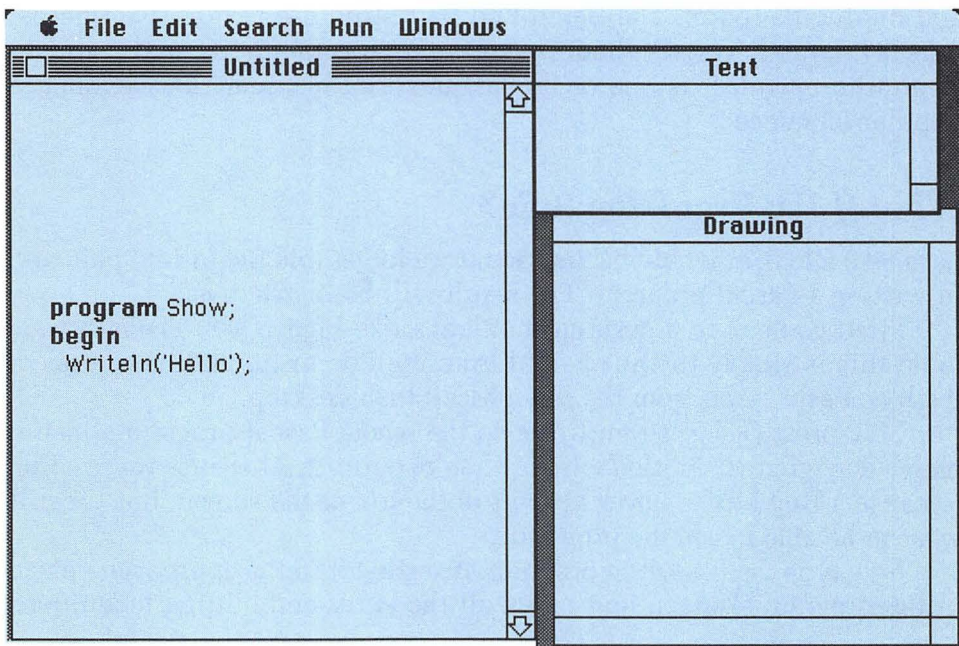 File Edit Search Run Windows
Untitled
Text
Drawing
program Show;
begin
Writeln('Hello');